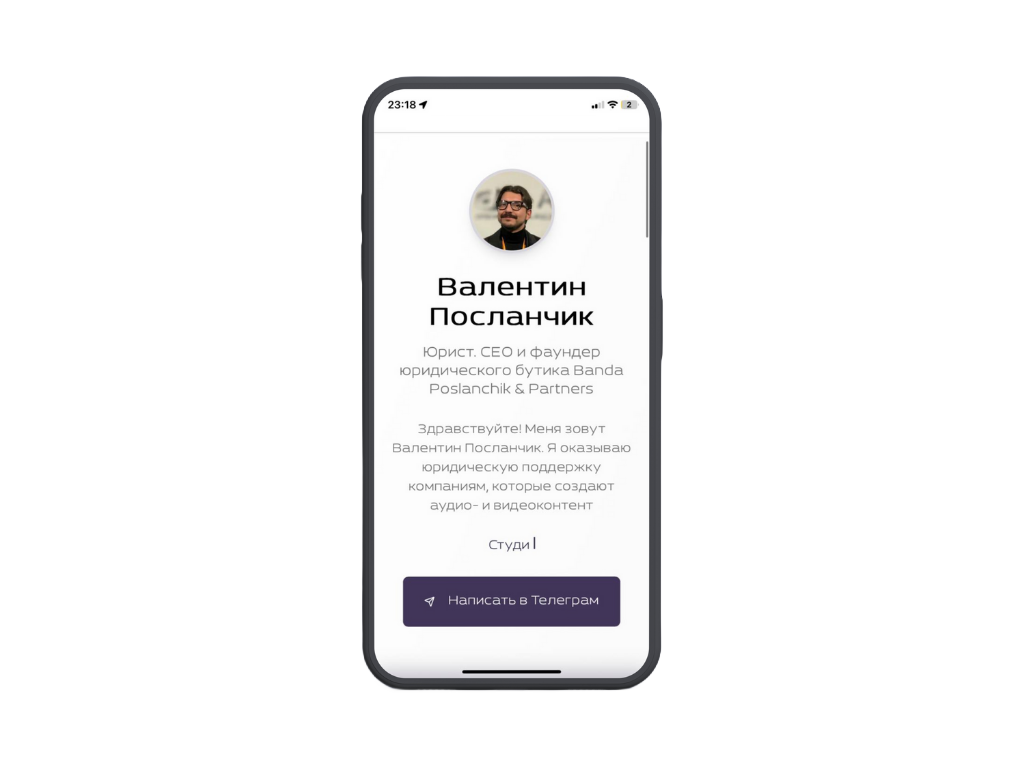 23:18
2
Валентин
Посланчик
Юрист. CEO и фаундер
юридического бутика Banda
Poslanchik & Partners
Здравствуйте! Меня зовут
Валентин Посланчик. Я оказываю
юридическую поддержку
компаниям, которые создают
аудио- и видеоконтент
Студи
Написать в Телеграм